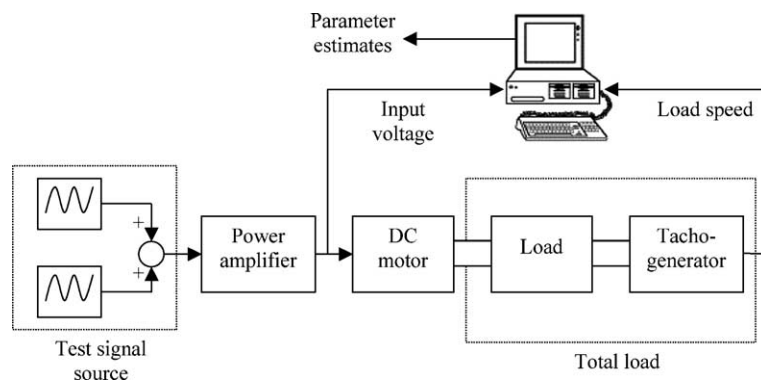 Parameter
estimates
Input
voltage
Load speed
+
+
Power
amplifier
DC
motor
Load
Tacho-
generator
Test signal
source
Total load